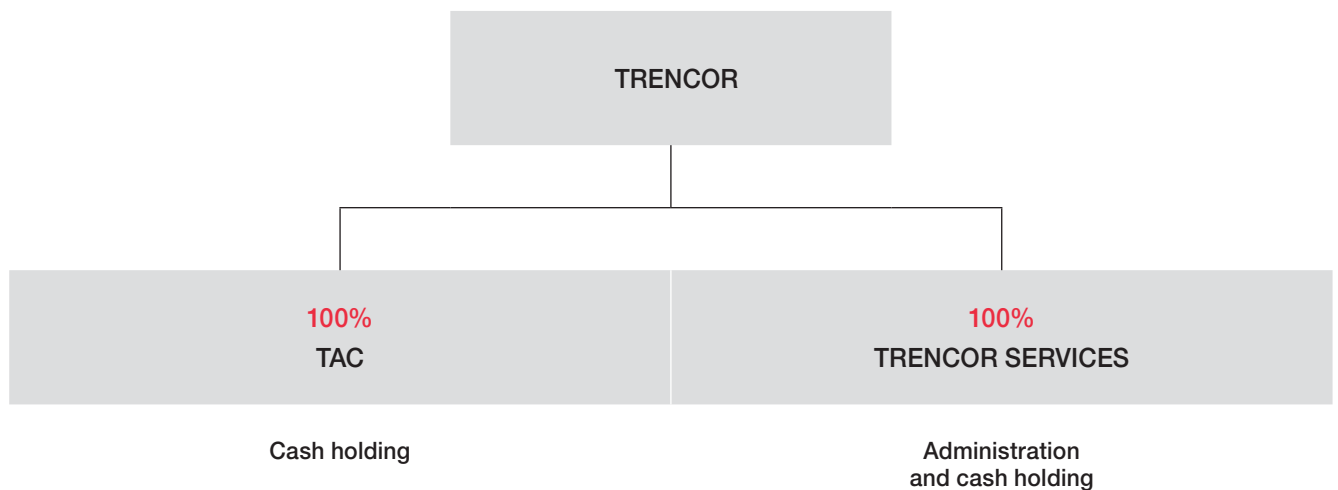 TRENCOR
100%
TAC
100%
TRENCOR SERVICES
Cash holding
Administration
and cash holding